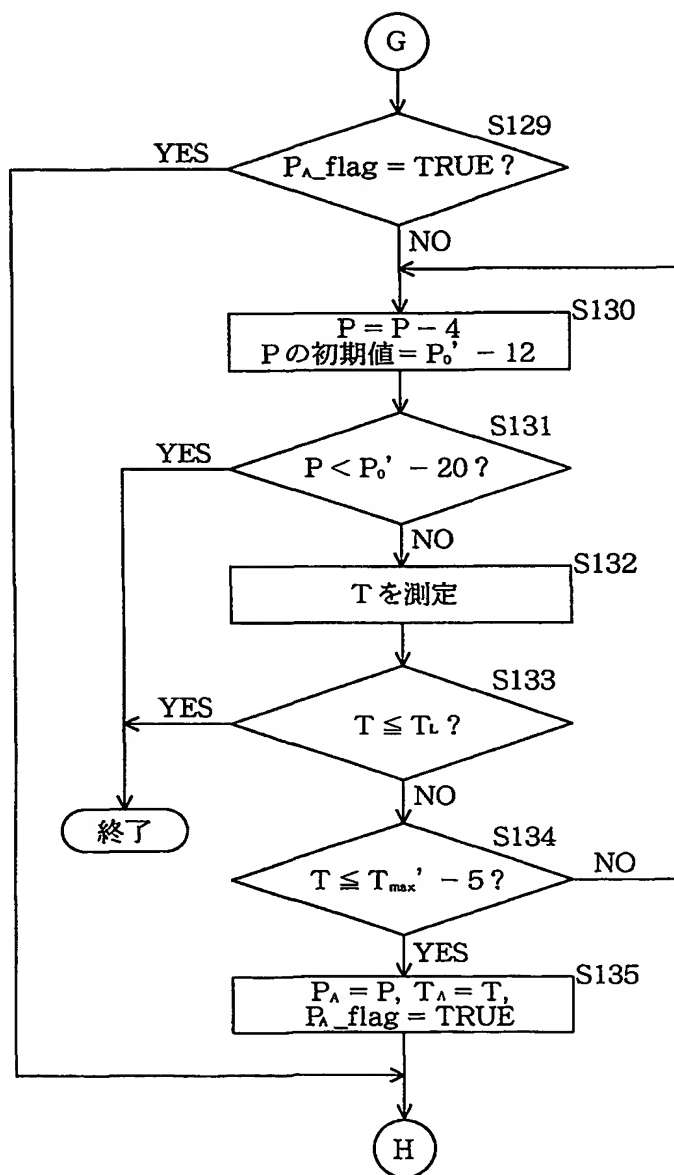 G
S129
YES
P_A_flag = TRUE ?
NO
S130
P = P − 4
Pの初期値 = P₀' − 12
S131
YES
P < P₀' − 20 ?
NO
S132
Tを測定
S133
YES
T ≦ T_L ?
NO
終了
S134
NO
T ≦ T_max' − 5 ?
YES
S135
P_A = P, T_A = T,
P_A_flag = TRUE
H